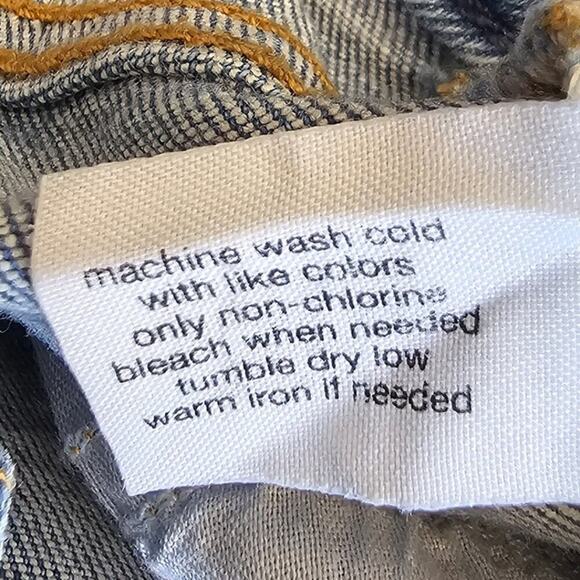 machine wash cold
with like colors
only non-chlorine
bleach when needed
tumble dry low
warm iron if needed